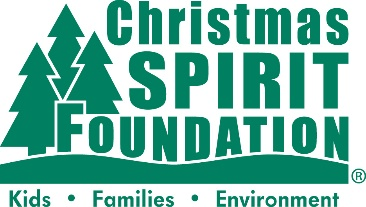 Christmas
SPIRIT
FOUNDATION®
Kids • Families • Environment